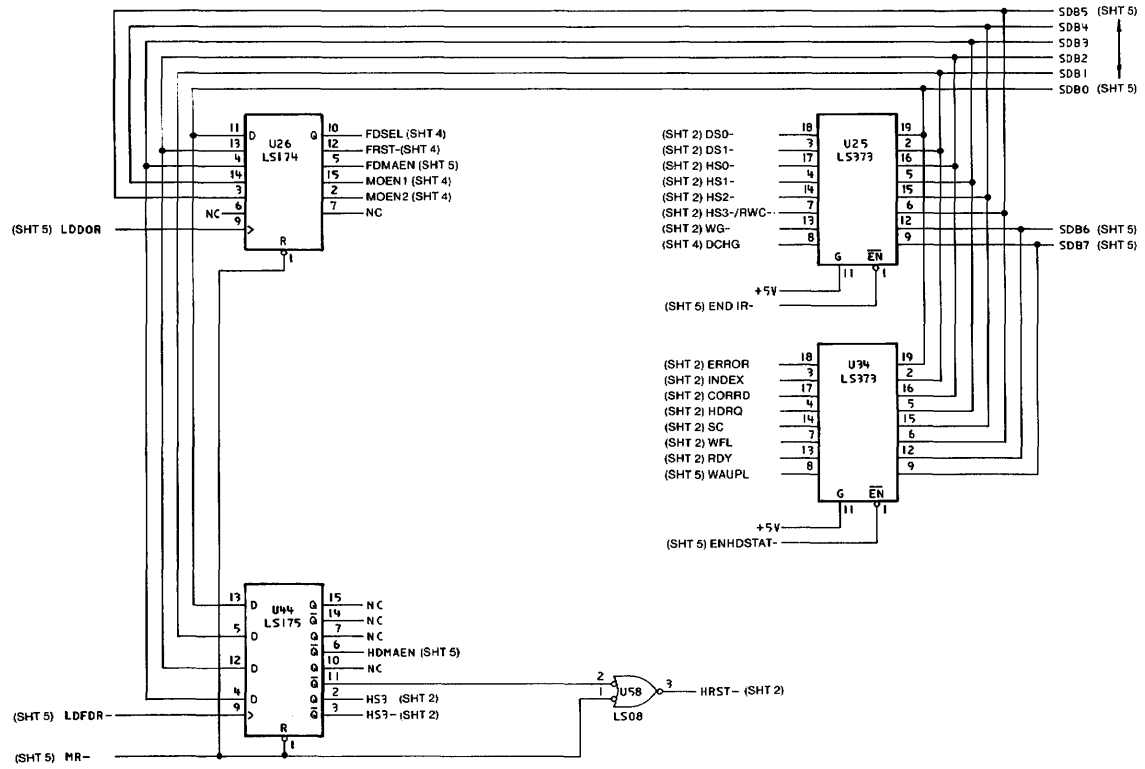 SDB5 (SHT 5)
SDB4
SDB3
SDB2
SDB1
SDB0 (SHT 5)
11 D Q 10 FDSEL (SHT 4)
13 U26 12 FRST-(SHT 4)
4 LS174 5 FDMAEN (SHT 5)
14 15 MOEN1 (SHT 4)
3 2 MOEN2 (SHT 4)
NC 6 7 NC
(SHT 5) LDDOR 9
R
1
(SHT 2) DS0- 18 19
(SHT 2) DS1- 3 U25 2
(SHT 2) HS0- 17 LS373 16
(SHT 2) HS1- 4 5
(SHT 2) HS2- 14 15
(SHT 2) HS3-/RWC- 7 6
(SHT 2) WG- 13 12 SDB6 (SHT 5)
(SHT 4) DCHG 8 9 SDB7 (SHT 5)
G EN
11 1
+5V
(SHT 5) END IR-
(SHT 2) ERROR 18 19
(SHT 2) INDEX 3 U34 2
(SHT 2) CORRD 17 LS373 16
(SHT 2) HDRQ 4 5
(SHT 2) SC 14 15
(SHT 2) WFL 7 6
(SHT 2) RDY 13 12
(SHT 5) WAUPL 8 9
G EN
11 1
+5V
(SHT 5) ENHDSTAT-
13 D U44 Q 15 NC
LS175 Q 14 NC
5 D Q 7 NC
Q 6 HDMAEN (SHT 5)
12 D Q 10 NC
Q 11
4 D Q 2 HS3 (SHT 2)
(SHT 5) LDFDR- 9 Q 3 HS3- (SHT 2)
R
1
(SHT 5) MR-
2
1 U58 3 HRST- (SHT 2)
LS08